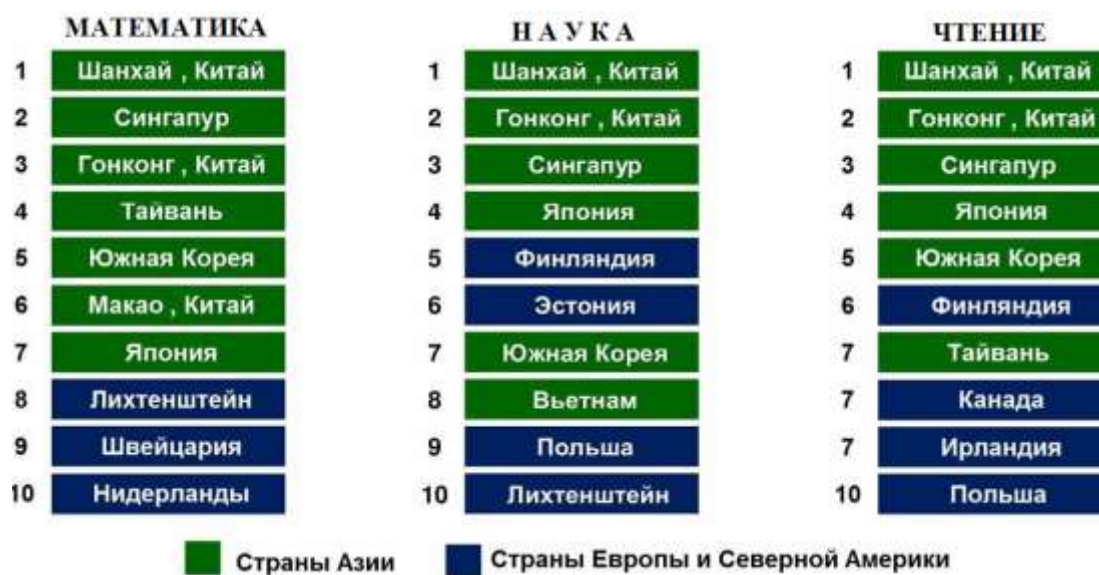 МАТЕМАТИКА
1 Шанхай , Китай
2 Сингапур
3 Гонконг , Китай
4 Тайвань
5 Южная Корея
6 Макао , Китай
7 Япония
8 Лихтенштейн
9 Швейцария
10 Нидерланды
Н А У К А
1 Шанхай , Китай
2 Гонконг , Китай
3 Сингапур
4 Япония
5 Финляндия
6 Эстония
7 Южная Корея
8 Вьетнам
9 Польша
10 Лихтенштейн
ЧТЕНИЕ
1 Шанхай , Китай
2 Гонконг , Китай
3 Сингапур
4 Япония
5 Южная Корея
6 Финляндия
7 Тайвань
7 Канада
7 Ирландия
10 Польша
Страны Азии
Страны Европы и Северной Америки